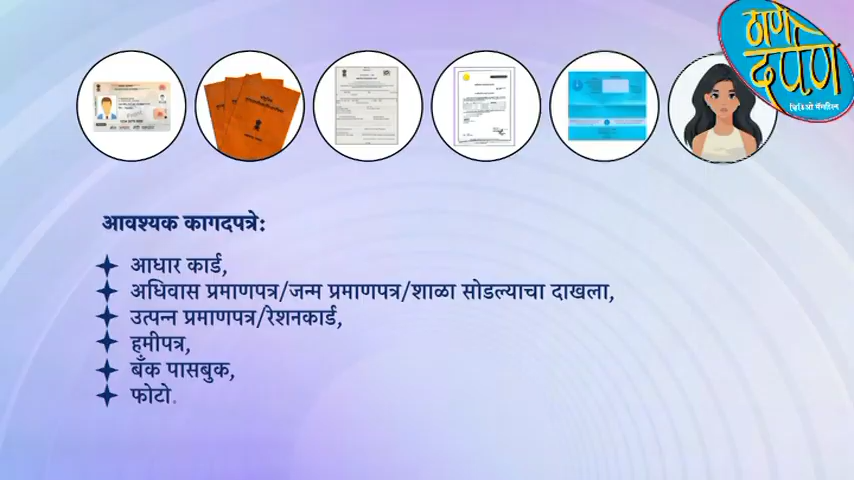 ठाणे
दर्पण
व्हिडिओ मॅगझिन
आवश्यक कागदपत्रे:
आधार कार्ड,
अधिवास प्रमाणपत्र/जन्म प्रमाणपत्र/शाळा सोडल्याचा दाखला,
उत्पन्न प्रमाणपत्र/रेशनकार्ड,
हमीपत्र,
बँक पासबुक,
फोटो.